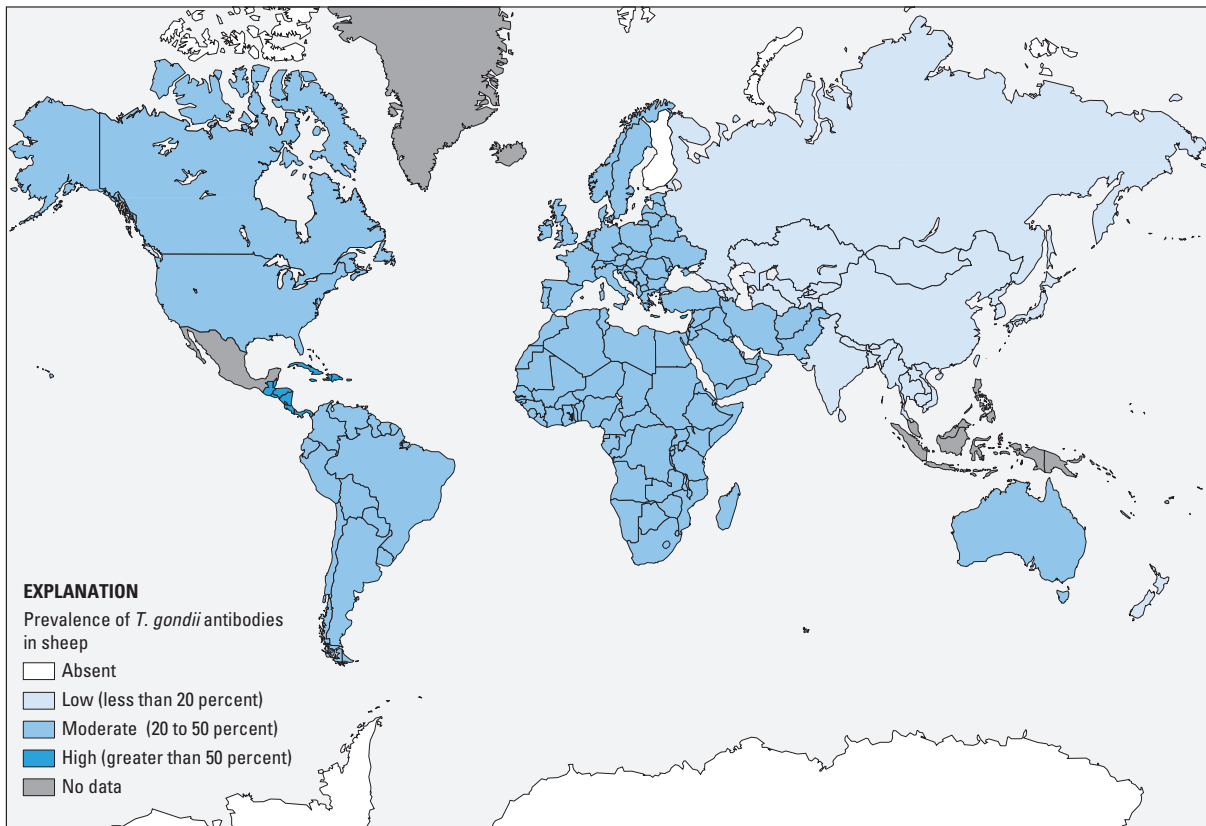 EXPLANATION
Prevalence of T. gondii antibodies
in sheep
Absent
Low (less than 20 percent)
Moderate (20 to 50 percent)
High (greater than 50 percent)
No data